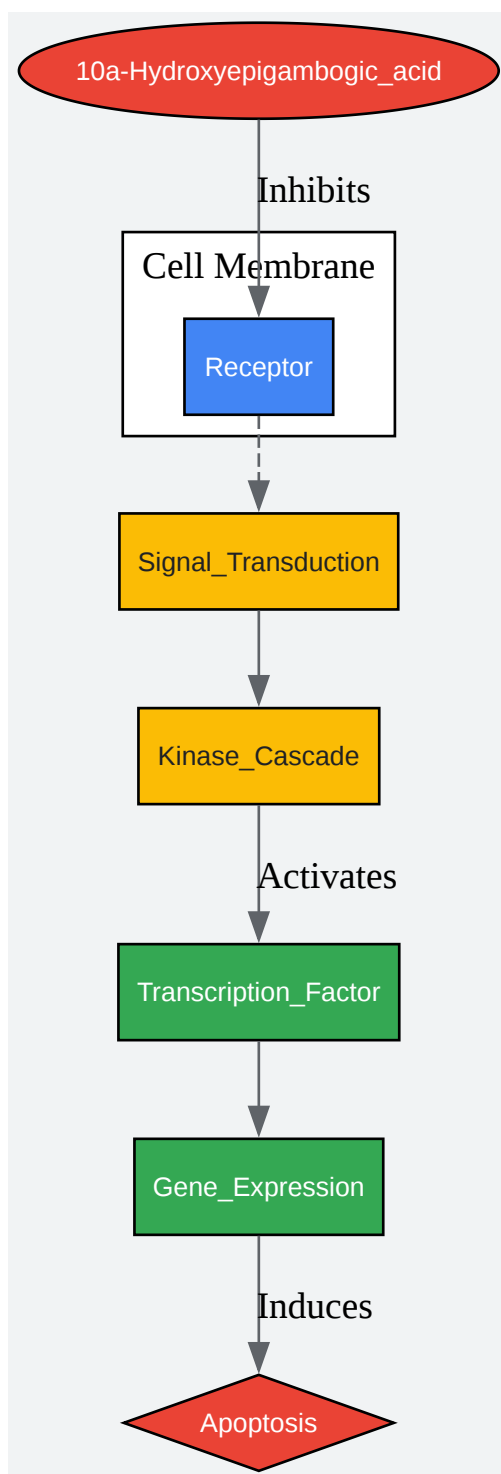 10a-Hydroxyepigambogic_acid
Inhibits
Cell Membrane
Receptor
Signal_Transduction
Kinase_Cascade
Activates
Transcription_Factor
Gene_Expression
Induces
Apoptosis